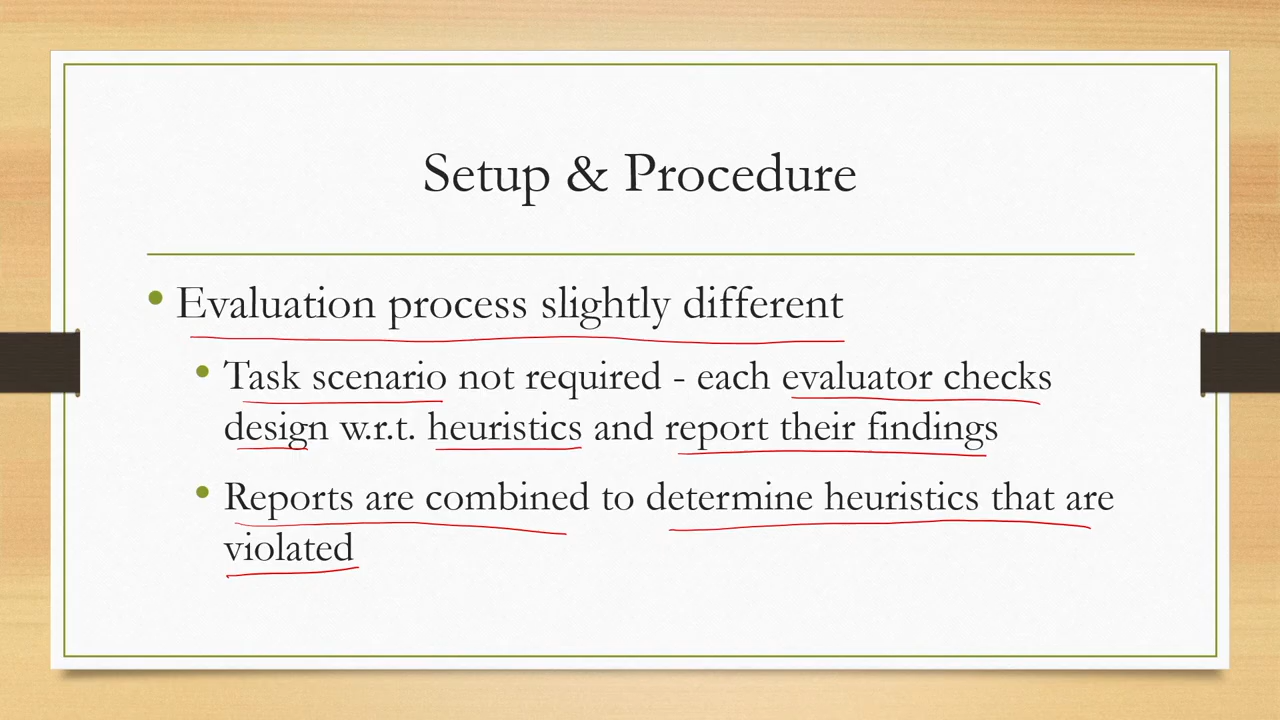 Setup & Procedure
• Evaluation process slightly different
• Task scenario not required - each evaluator checks
design w.r.t. heuristics and report their findings
• Reports are combined to determine heuristics that are
violated